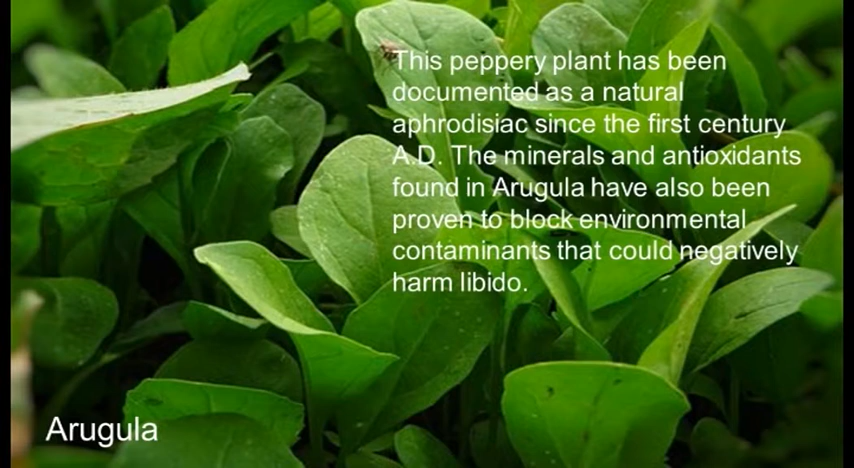 This peppery plant has been
documented as a natural
aphrodisiac since the first century
A.D. The minerals and antioxidants
found in Arugula have also been
proven to block environmental
contaminants that could negatively
harm libido.
Arugula